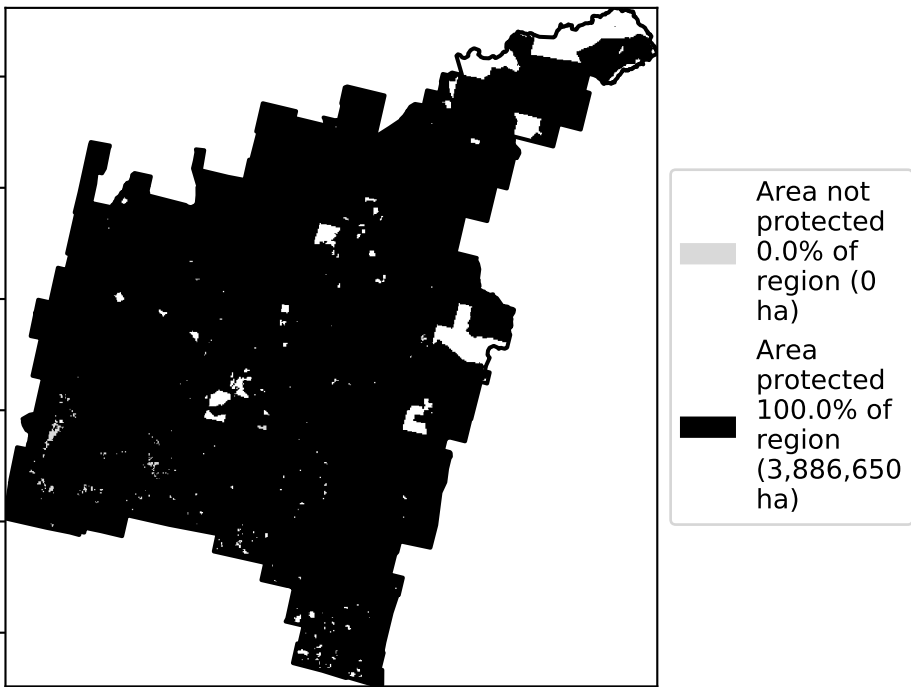 Area not
protected
0.0% of
region (0
ha)
Area
protected
100.0% of
region
(3,886,650
ha)